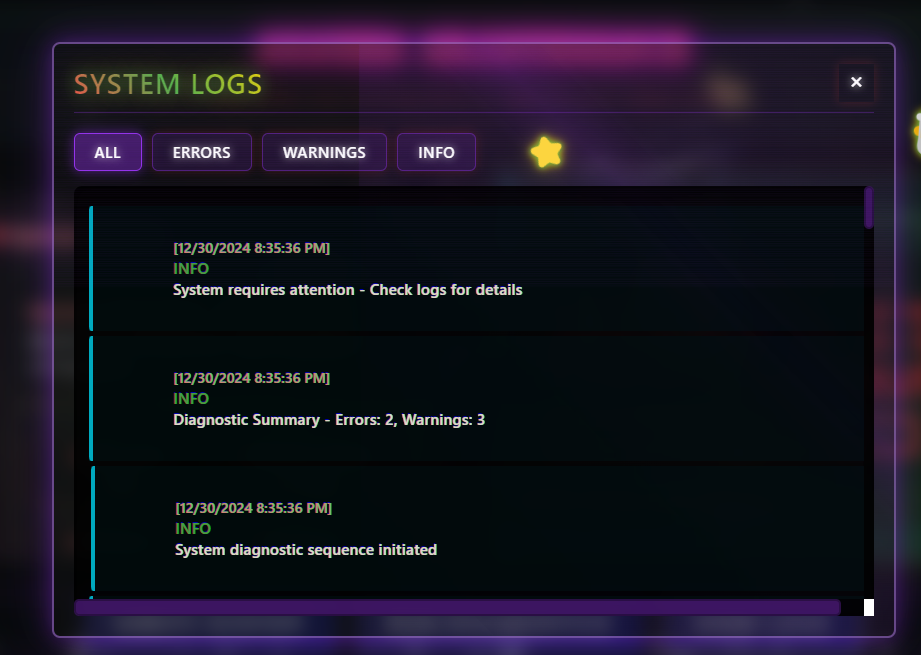 SYSTEM LOGS
×
ALL ERRORS WARNINGS INFO
[12/30/2024 8:35:36 PM]
INFO
System requires attention - Check logs for details
[12/30/2024 8:35:36 PM]
INFO
Diagnostic Summary - Errors: 2, Warnings: 3
[12/30/2024 8:35:36 PM]
INFO
System diagnostic sequence initiated